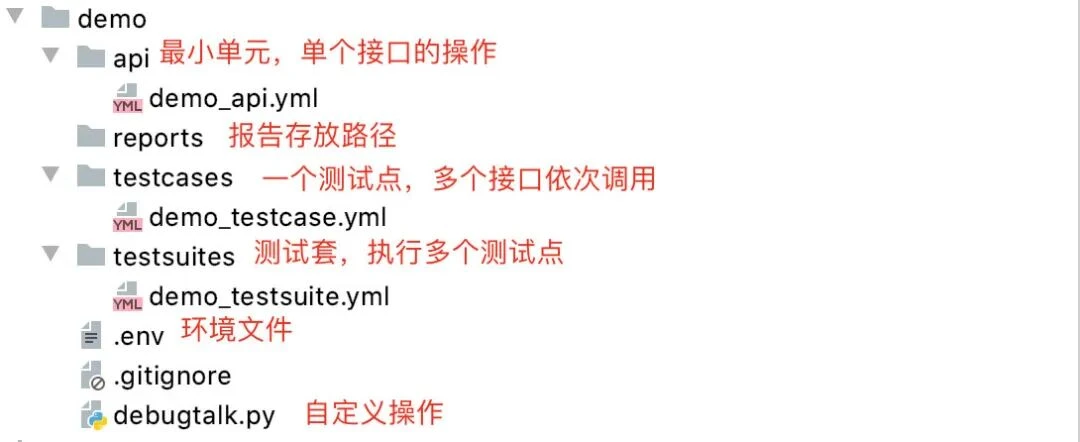 demo
api 最小单元，单个接口的操作
YML demo_api.yml
reports 报告存放路径
testcases 一个测试点，多个接口依次调用
YML demo_testcase.yml
testsuites 测试套，执行多个测试点
YML demo_testsuite.yml
.env 环境文件
.gitignore
debugtalk.py 自定义操作